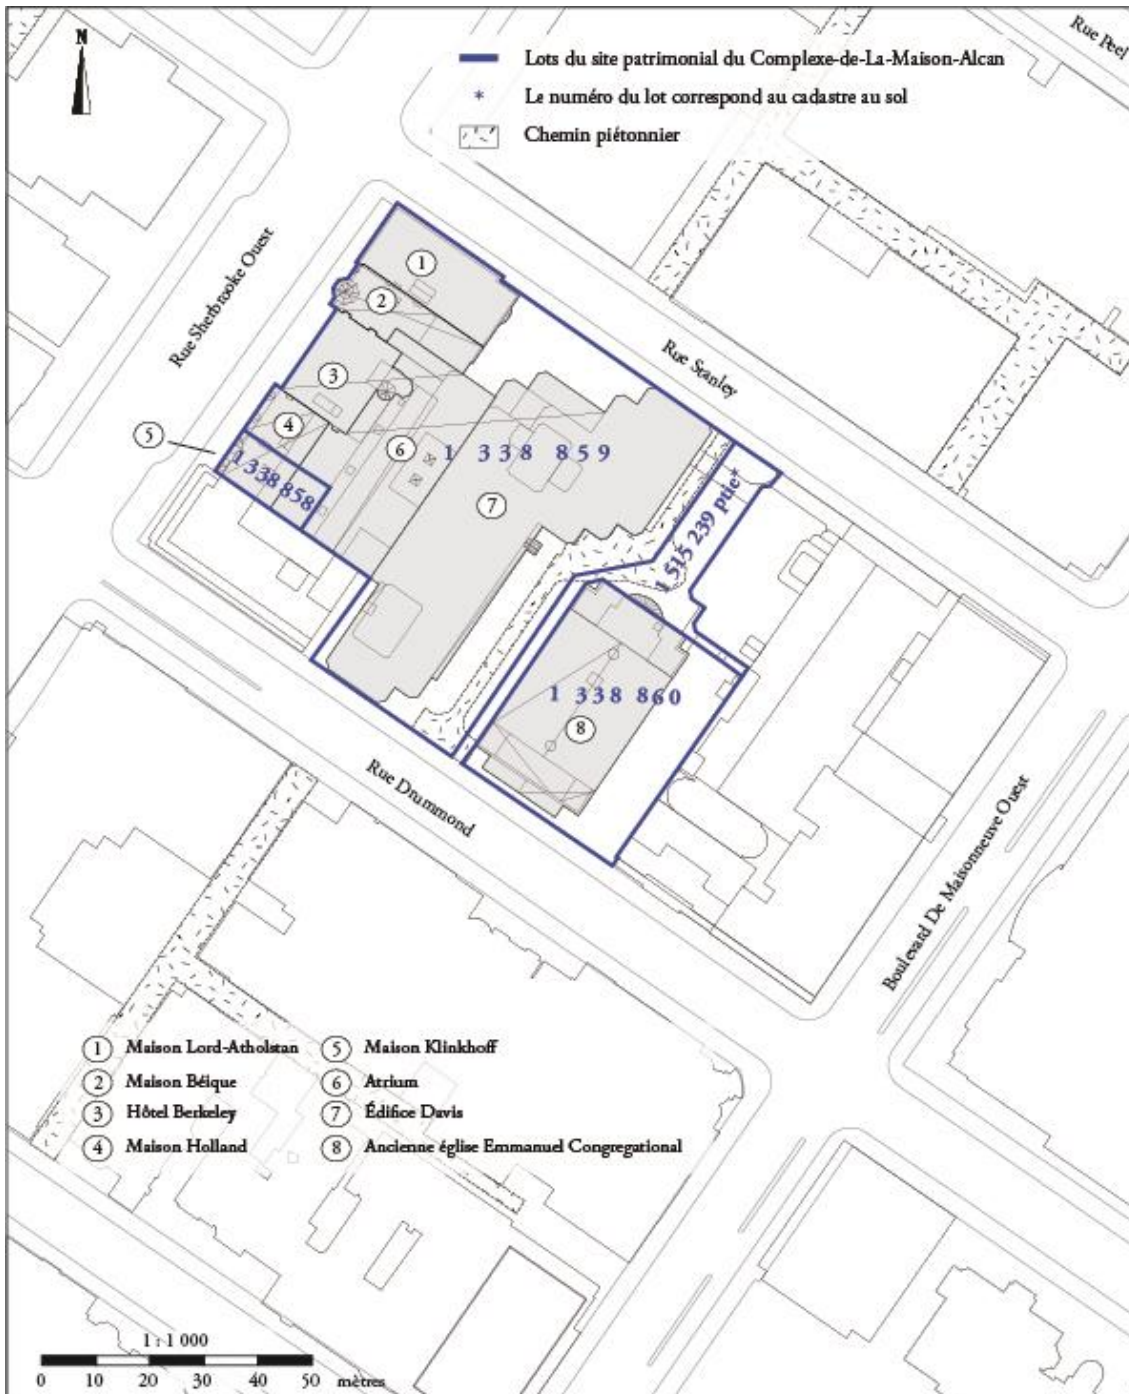 Rue Peel
N
Lots du site patrimonial du Complexe-de-La-Maison-Alcan
* Le numéro du lot correspond au cadastre au sol
Chemin piétonnier
Rue Sherbrooke Ouest
Rue Stanley
1
2
3
4
5
6
7
8
1 338 859
1 338 858
1 515 239 ptie*
1 338 860
Rue Drummond
Boulevard De Maisonneuve Ouest
1 Maison Lord-Atholstan
2 Maison Béique
3 Hôtel Berkeley
4 Maison Holland
5 Maison Klinkhoff
6 Atrium
7 Édifice Davis
8 Ancienne église Emmanuel Congregational
1 : 1 000
0 10 20 30 40 50 mètres